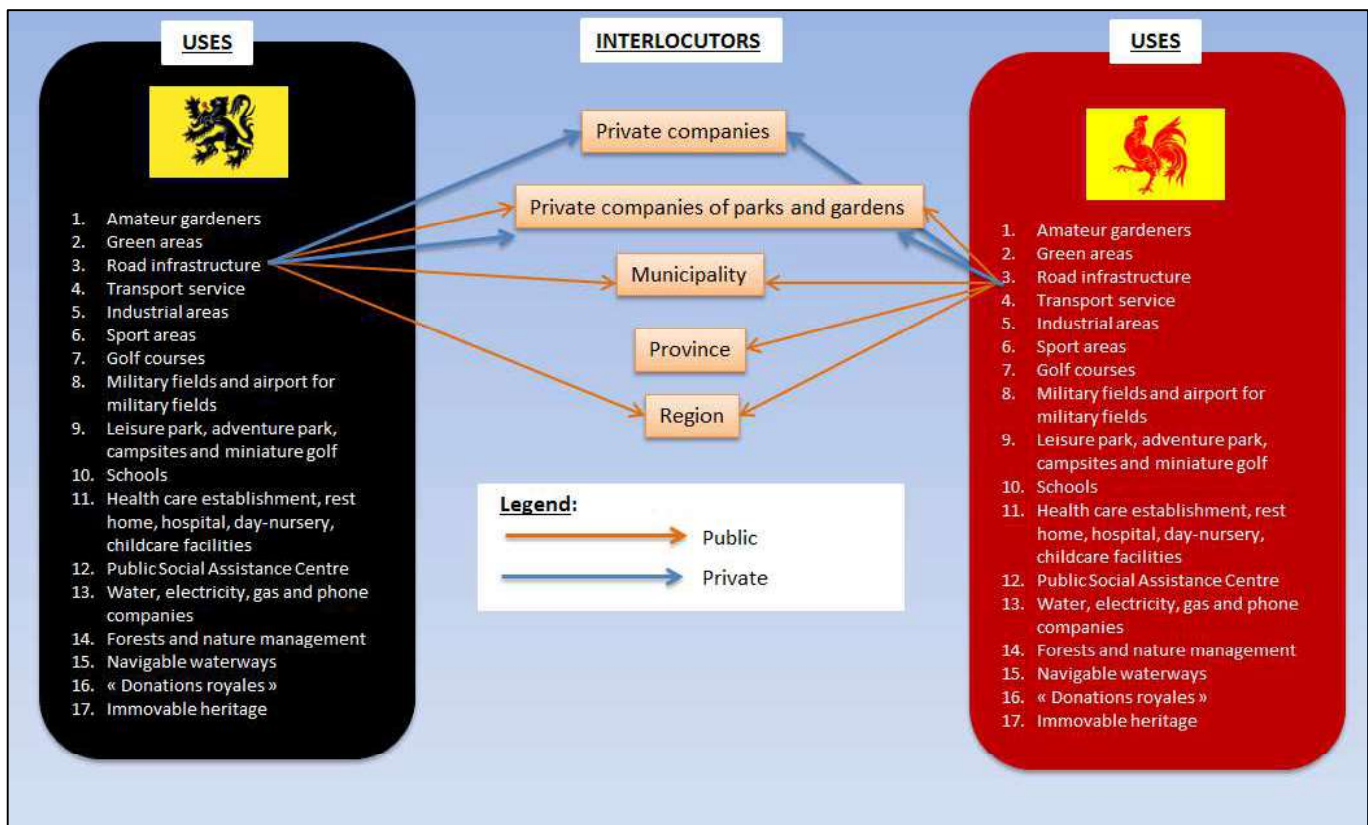 USES
1. Amateur gardeners
2. Green areas
3. Road infrastructure
4. Transport service
5. Industrial areas
6. Sport areas
7. Golf courses
8. Military fields and airport for
military fields
9. Leisure park, adventure park,
campsites and miniature golf
10. Schools
11. Health care establishment, rest
home, hospital, day-nursery,
childcare facilities
12. Public Social Assistance Centre
13. Water, electricity, gas and phone
companies
14. Forests and nature management
15. Navigable waterways
16. « Donations royales »
17. Immovable heritage
INTERLOCUTORS
Private companies
Private companies of parks and gardens
Municipality
Province
Region
Legend:
Public
Private
USES
1. Amateur gardeners
2. Green areas
3. Road infrastructure
4. Transport service
5. Industrial areas
6. Sport areas
7. Golf courses
8. Military fields and airport for
military fields
9. Leisure park, adventure park,
campsites and miniature golf
10. Schools
11. Health care establishment, rest
home, hospital, day-nursery,
childcare facilities
12. Public Social Assistance Centre
13. Water, electricity, gas and phone
companies
14. Forests and nature management
15. Navigable waterways
16. « Donations royales »
17. Immovable heritage